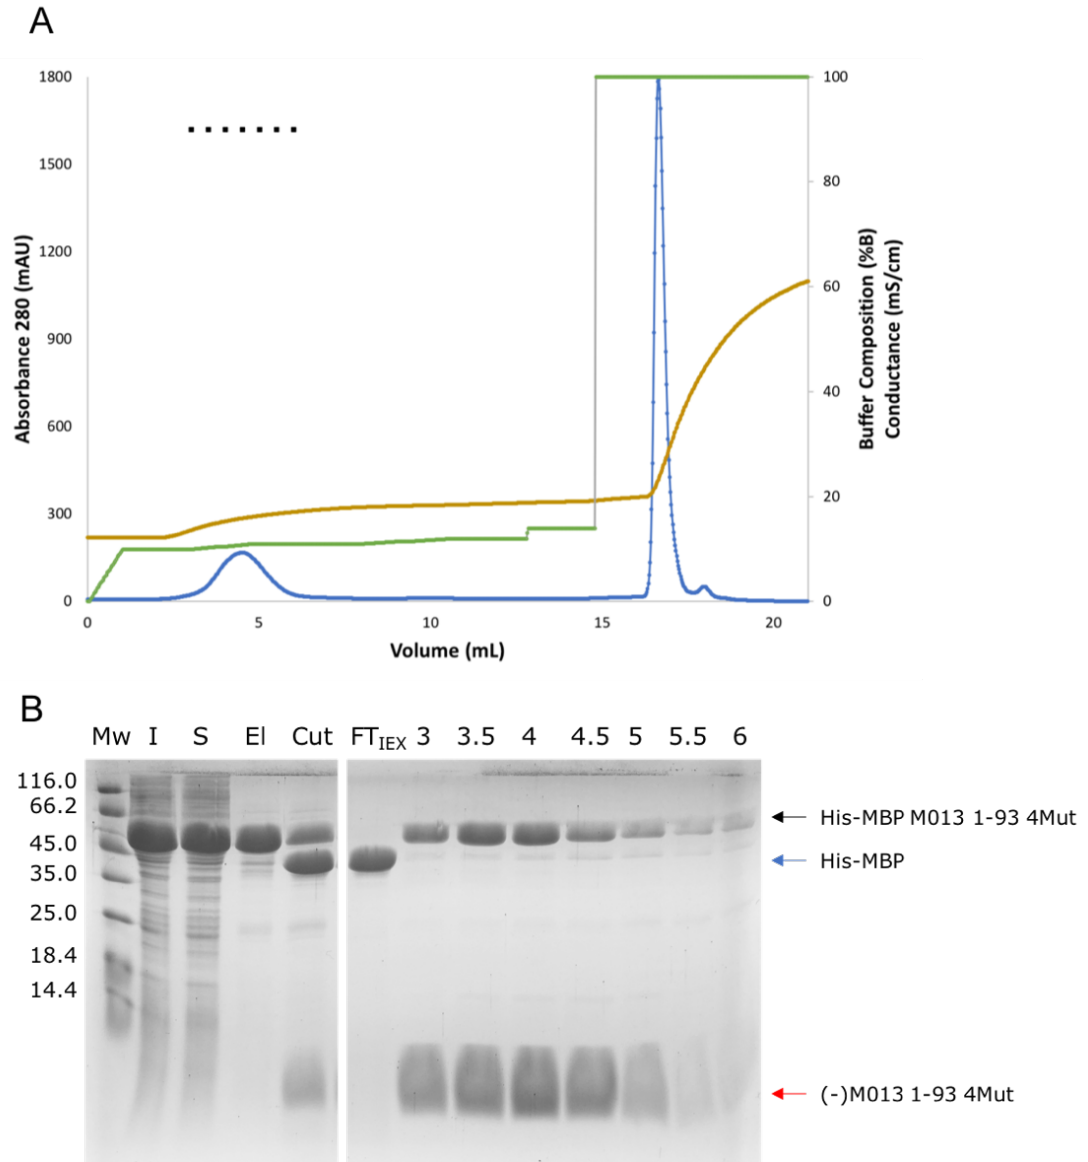 A
1800
1500
1200
900
600
300
0
Absorbance 280 (mAU)
100
80
60
40
20
0
Buffer Composition (%B)
Conductance (mS/cm)
0 5 10 15 20
Volume (mL)
B
Mw I S El Cut FTIEX 3 3.5 4 4.5 5 5.5 6
116.0
66.2
45.0
35.0
25.0
18.4
14.4
His-MBP M013 1-93 4Mut
His-MBP
(-)M013 1-93 4Mut